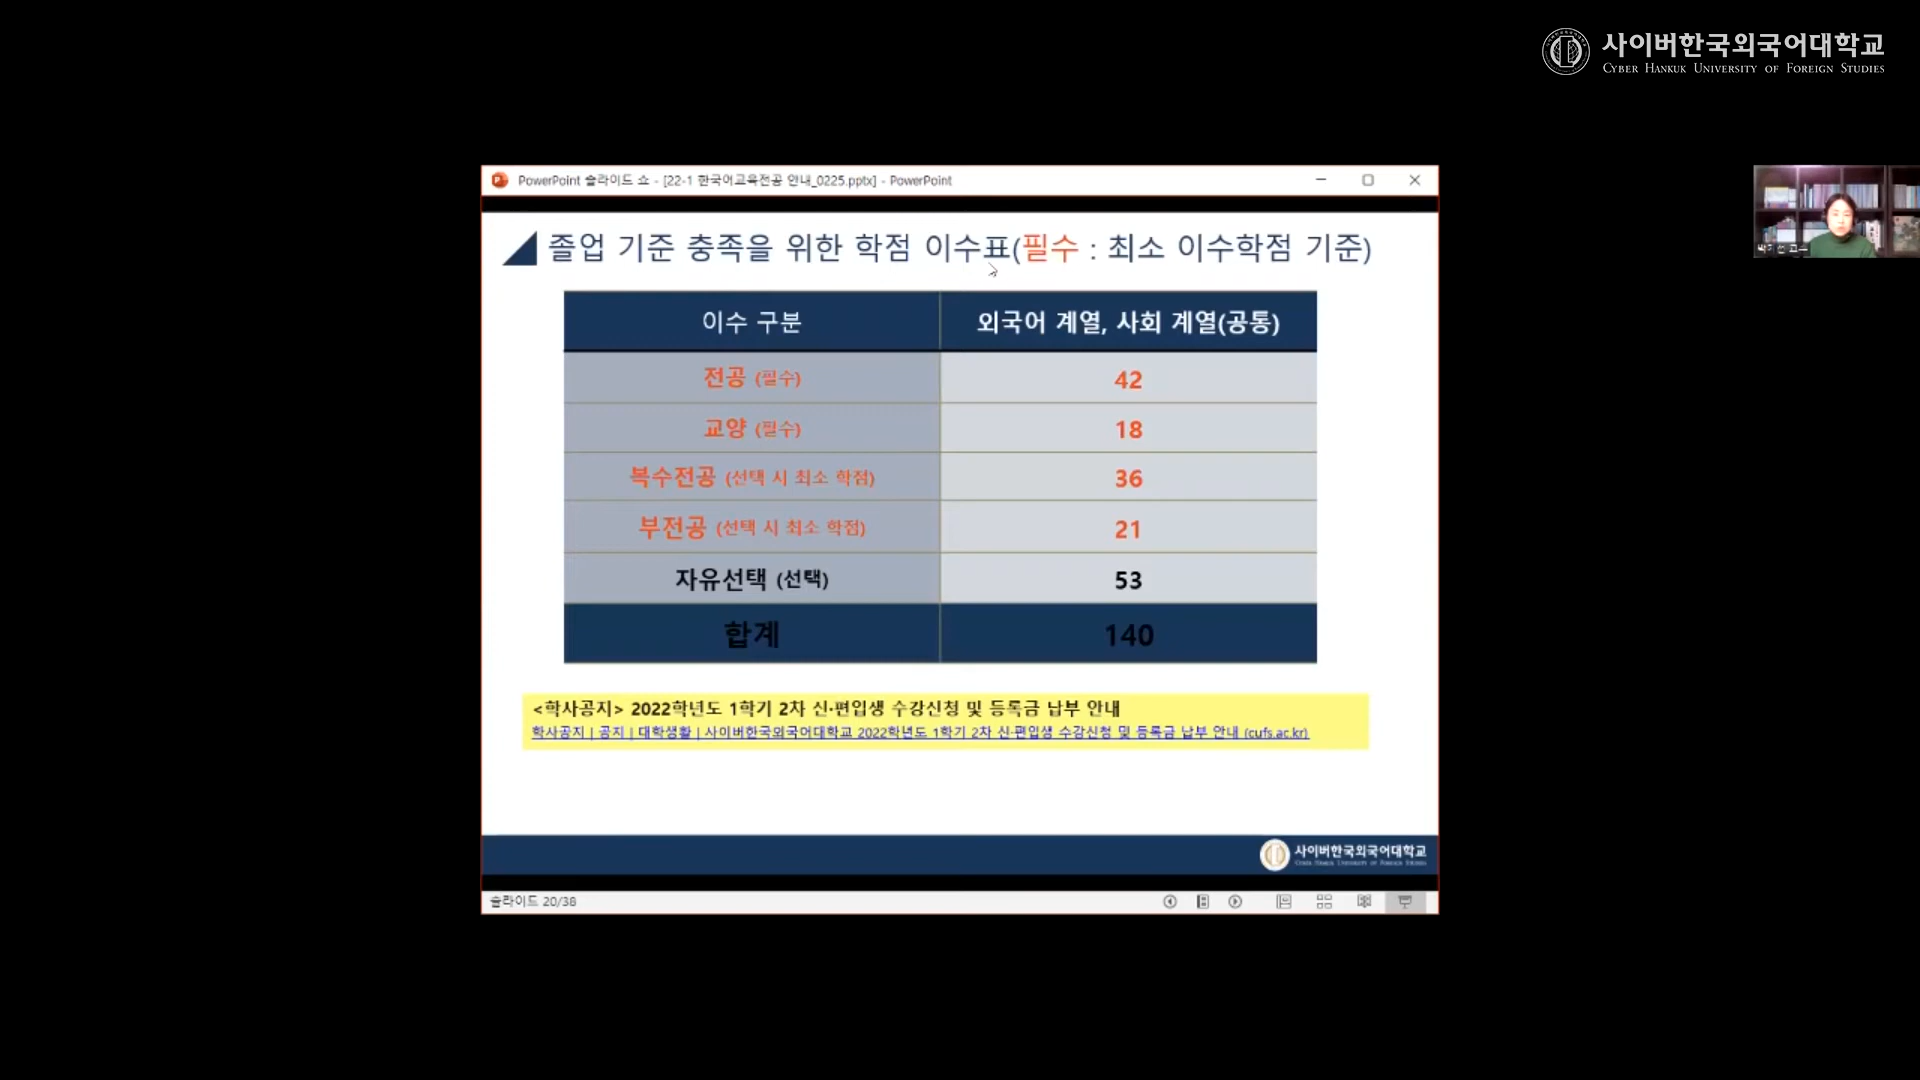 사이버한국외국어대학교
CYBER HANKUK UNIVERSITY OF FOREIGN STUDIES
PowerPoint 슬라이드 쇼 - [22-1 한국어교육전공 안내_0225.pptx] - PowerPoint
졸업 기준 충족을 위한 학점 이수표(필수 : 최소 이수학점 기준)
이수 구분 외국어 계열, 사회 계열(공통)
전공 (필수) 42
교양 (필수) 18
복수전공 (선택 시 최소 학점) 36
부전공 (선택 시 최소 학점) 21
자유선택 (선택) 53
합계 140
<학사공지> 2022학년도 1학기 2차 신·편입생 수강신청 및 등록금 납부 안내
학사공지 | 공지 | 대학생활 | 사이버한국외국어대학교 2022학년도 1학기 2차 신·편입생 수강신청 및 등록금 납부 안내 (cufs.ac.kr)
사이버한국외국어대학교
CYBER HANKUK UNIVERSITY OF FOREIGN STUDIES
슬라이드 20/38